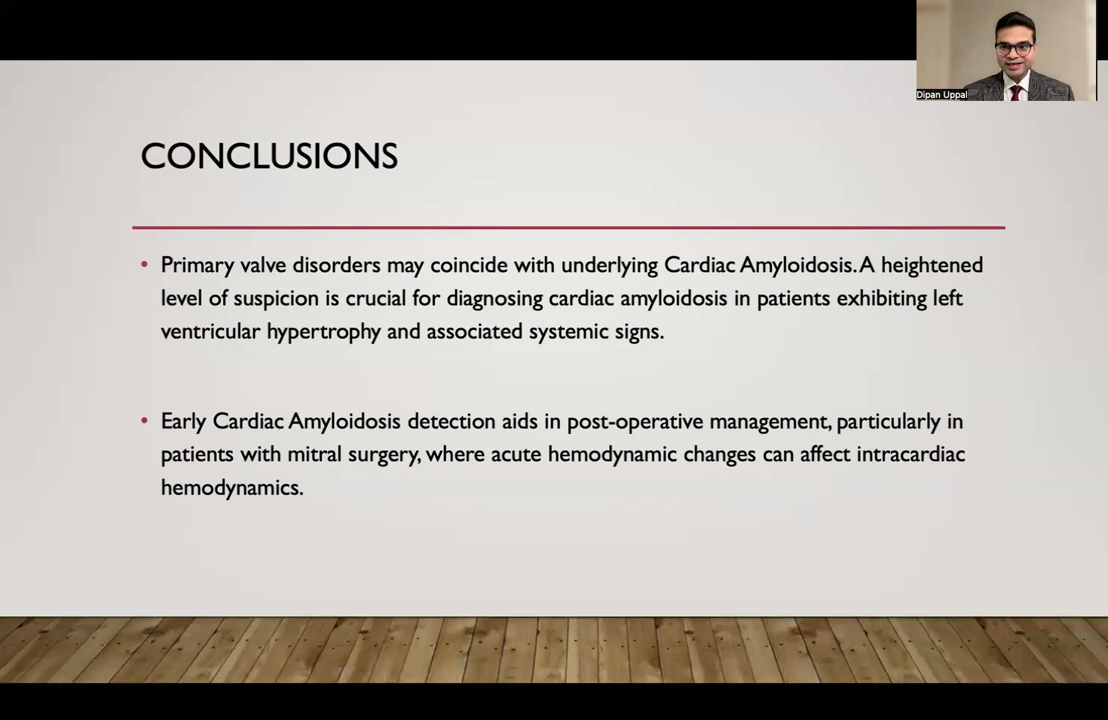 Dipan Uppal
CONCLUSIONS
• Primary valve disorders may coincide with underlying Cardiac Amyloidosis. A heightened
level of suspicion is crucial for diagnosing cardiac amyloidosis in patients exhibiting left
ventricular hypertrophy and associated systemic signs.
• Early Cardiac Amyloidosis detection aids in post-operative management, particularly in
patients with mitral surgery, where acute hemodynamic changes can affect intracardiac
hemodynamics.